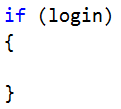 if (login)
{
}